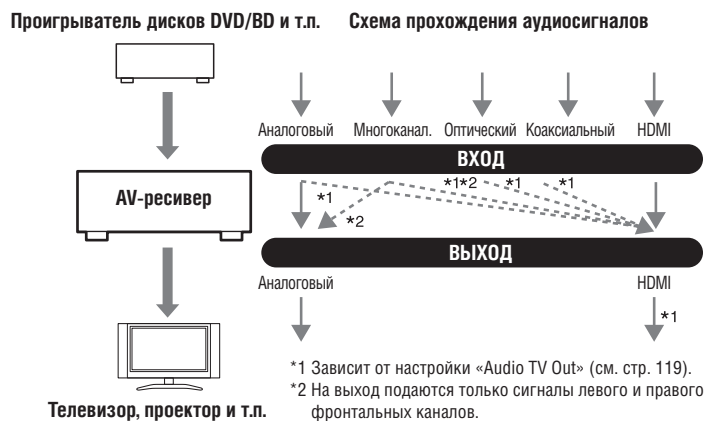 Проигрыватель дисков DVD/BD и т.п.
Схема прохождения аудиосигналов
Аналоговый Многоканал. Оптический Коаксиальный HDMI
ВХОД
AV-ресивер
*1 *1*2 *1 *1
*2
ВЫХОД
Аналоговый HDMI
*1
*1 Зависит от настройки «Audio TV Out» (см. стр. 119).
*2 На выход подаются только сигналы левого и правого
фронтальных каналов.
Телевизор, проектор и т.п.